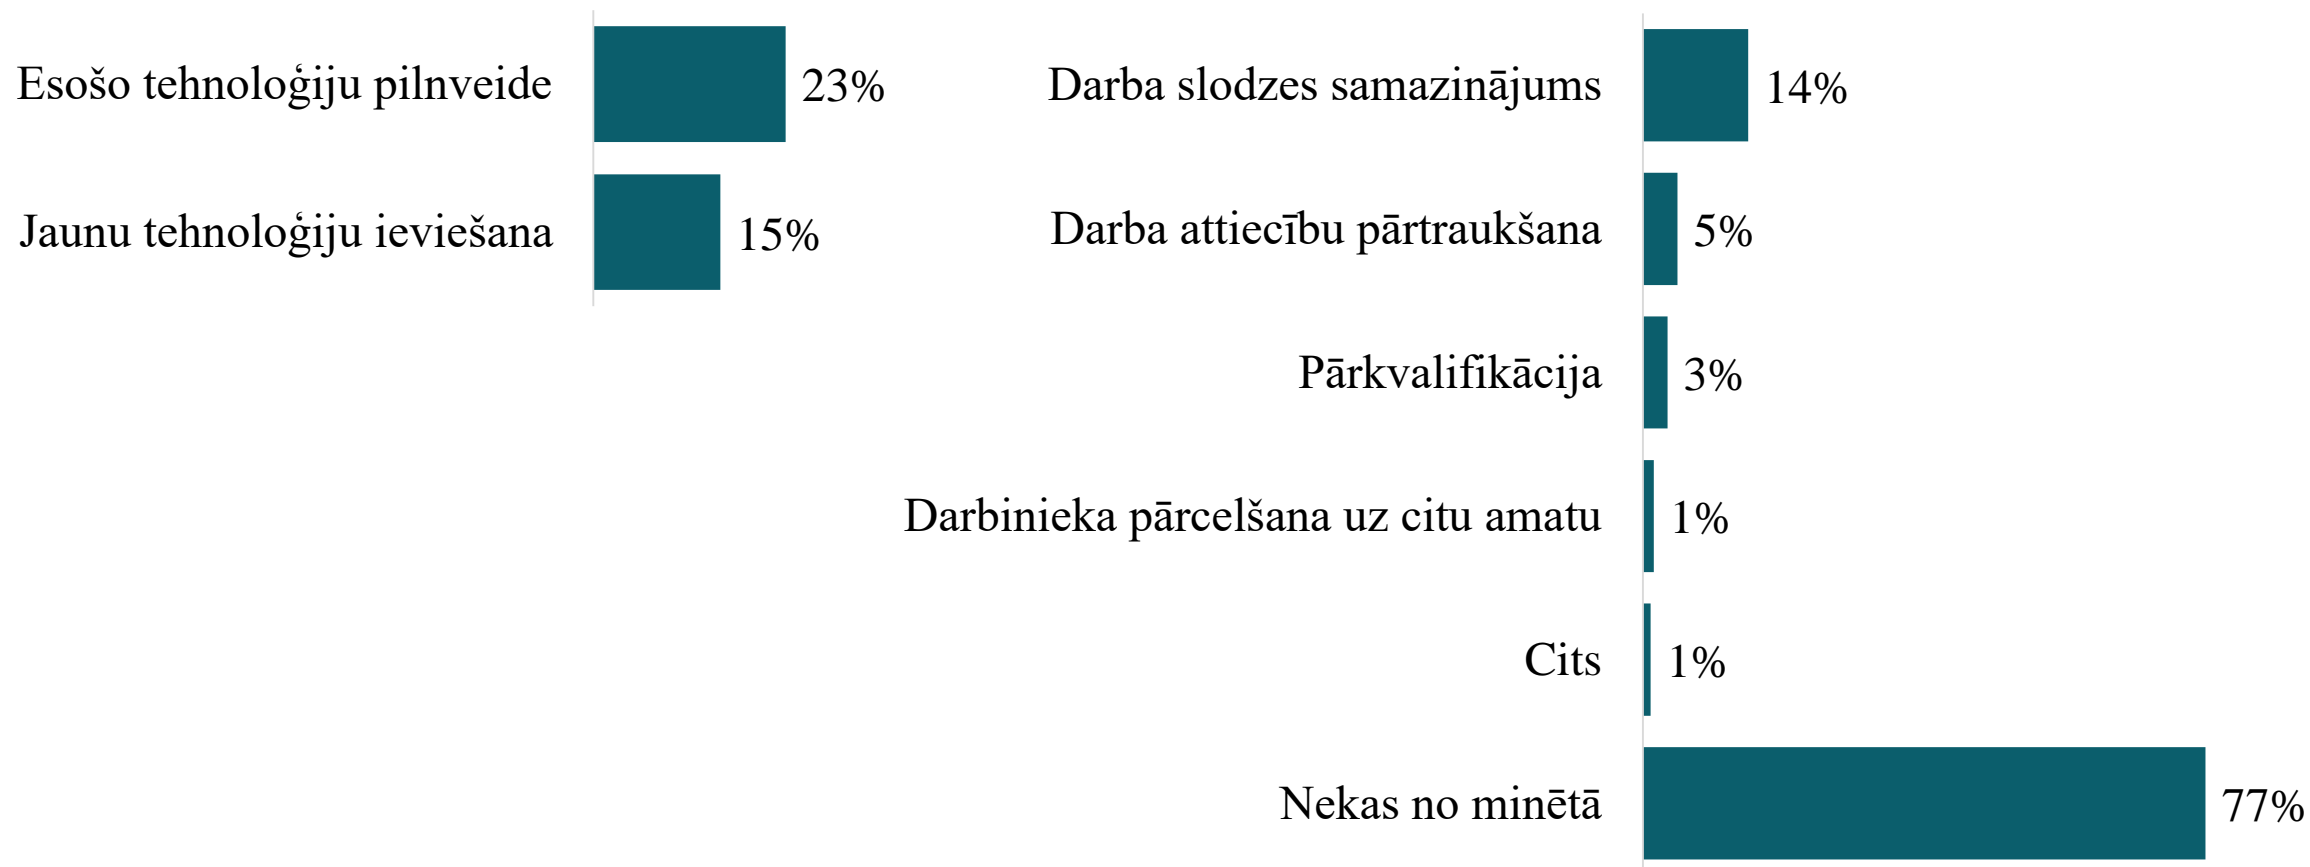 Esošo tehnoloģiju pilnveide 23%
Jaunu tehnoloģiju ieviešana 15%
Darba slodzes samazinājums 14%
Darba attiecību pārtraukšana 5%
Pārkvalifikācija 3%
Darbinieka pārcelšana uz citu amatu 1%
Cits 1%
Nekas no minētā 77%